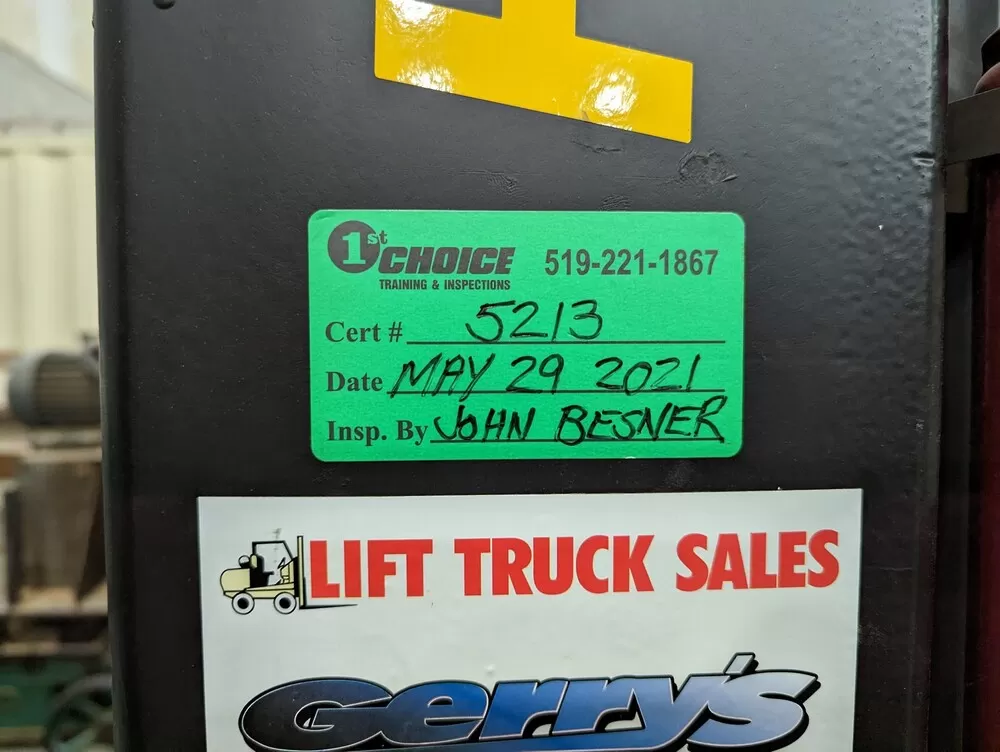 1st CHOICE 519-221-1867
TRAINING & INSPECTIONS
Cert # 5213
Date MAY 29 2021
Insp. By JOHN BESNER
LIFT TRUCK SALES
Gerry's